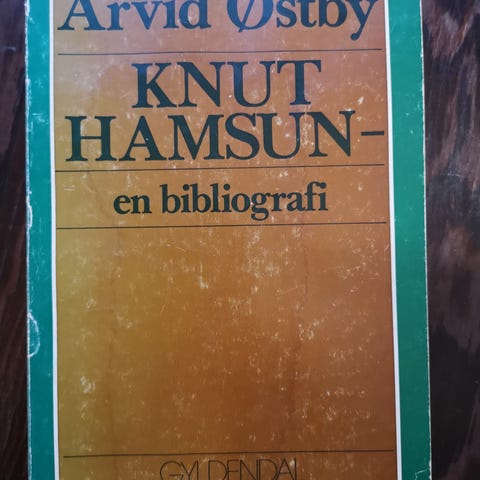 Arvid Østby
KNUT
HAMSUN–
en bibliografi
GYLDENDAL